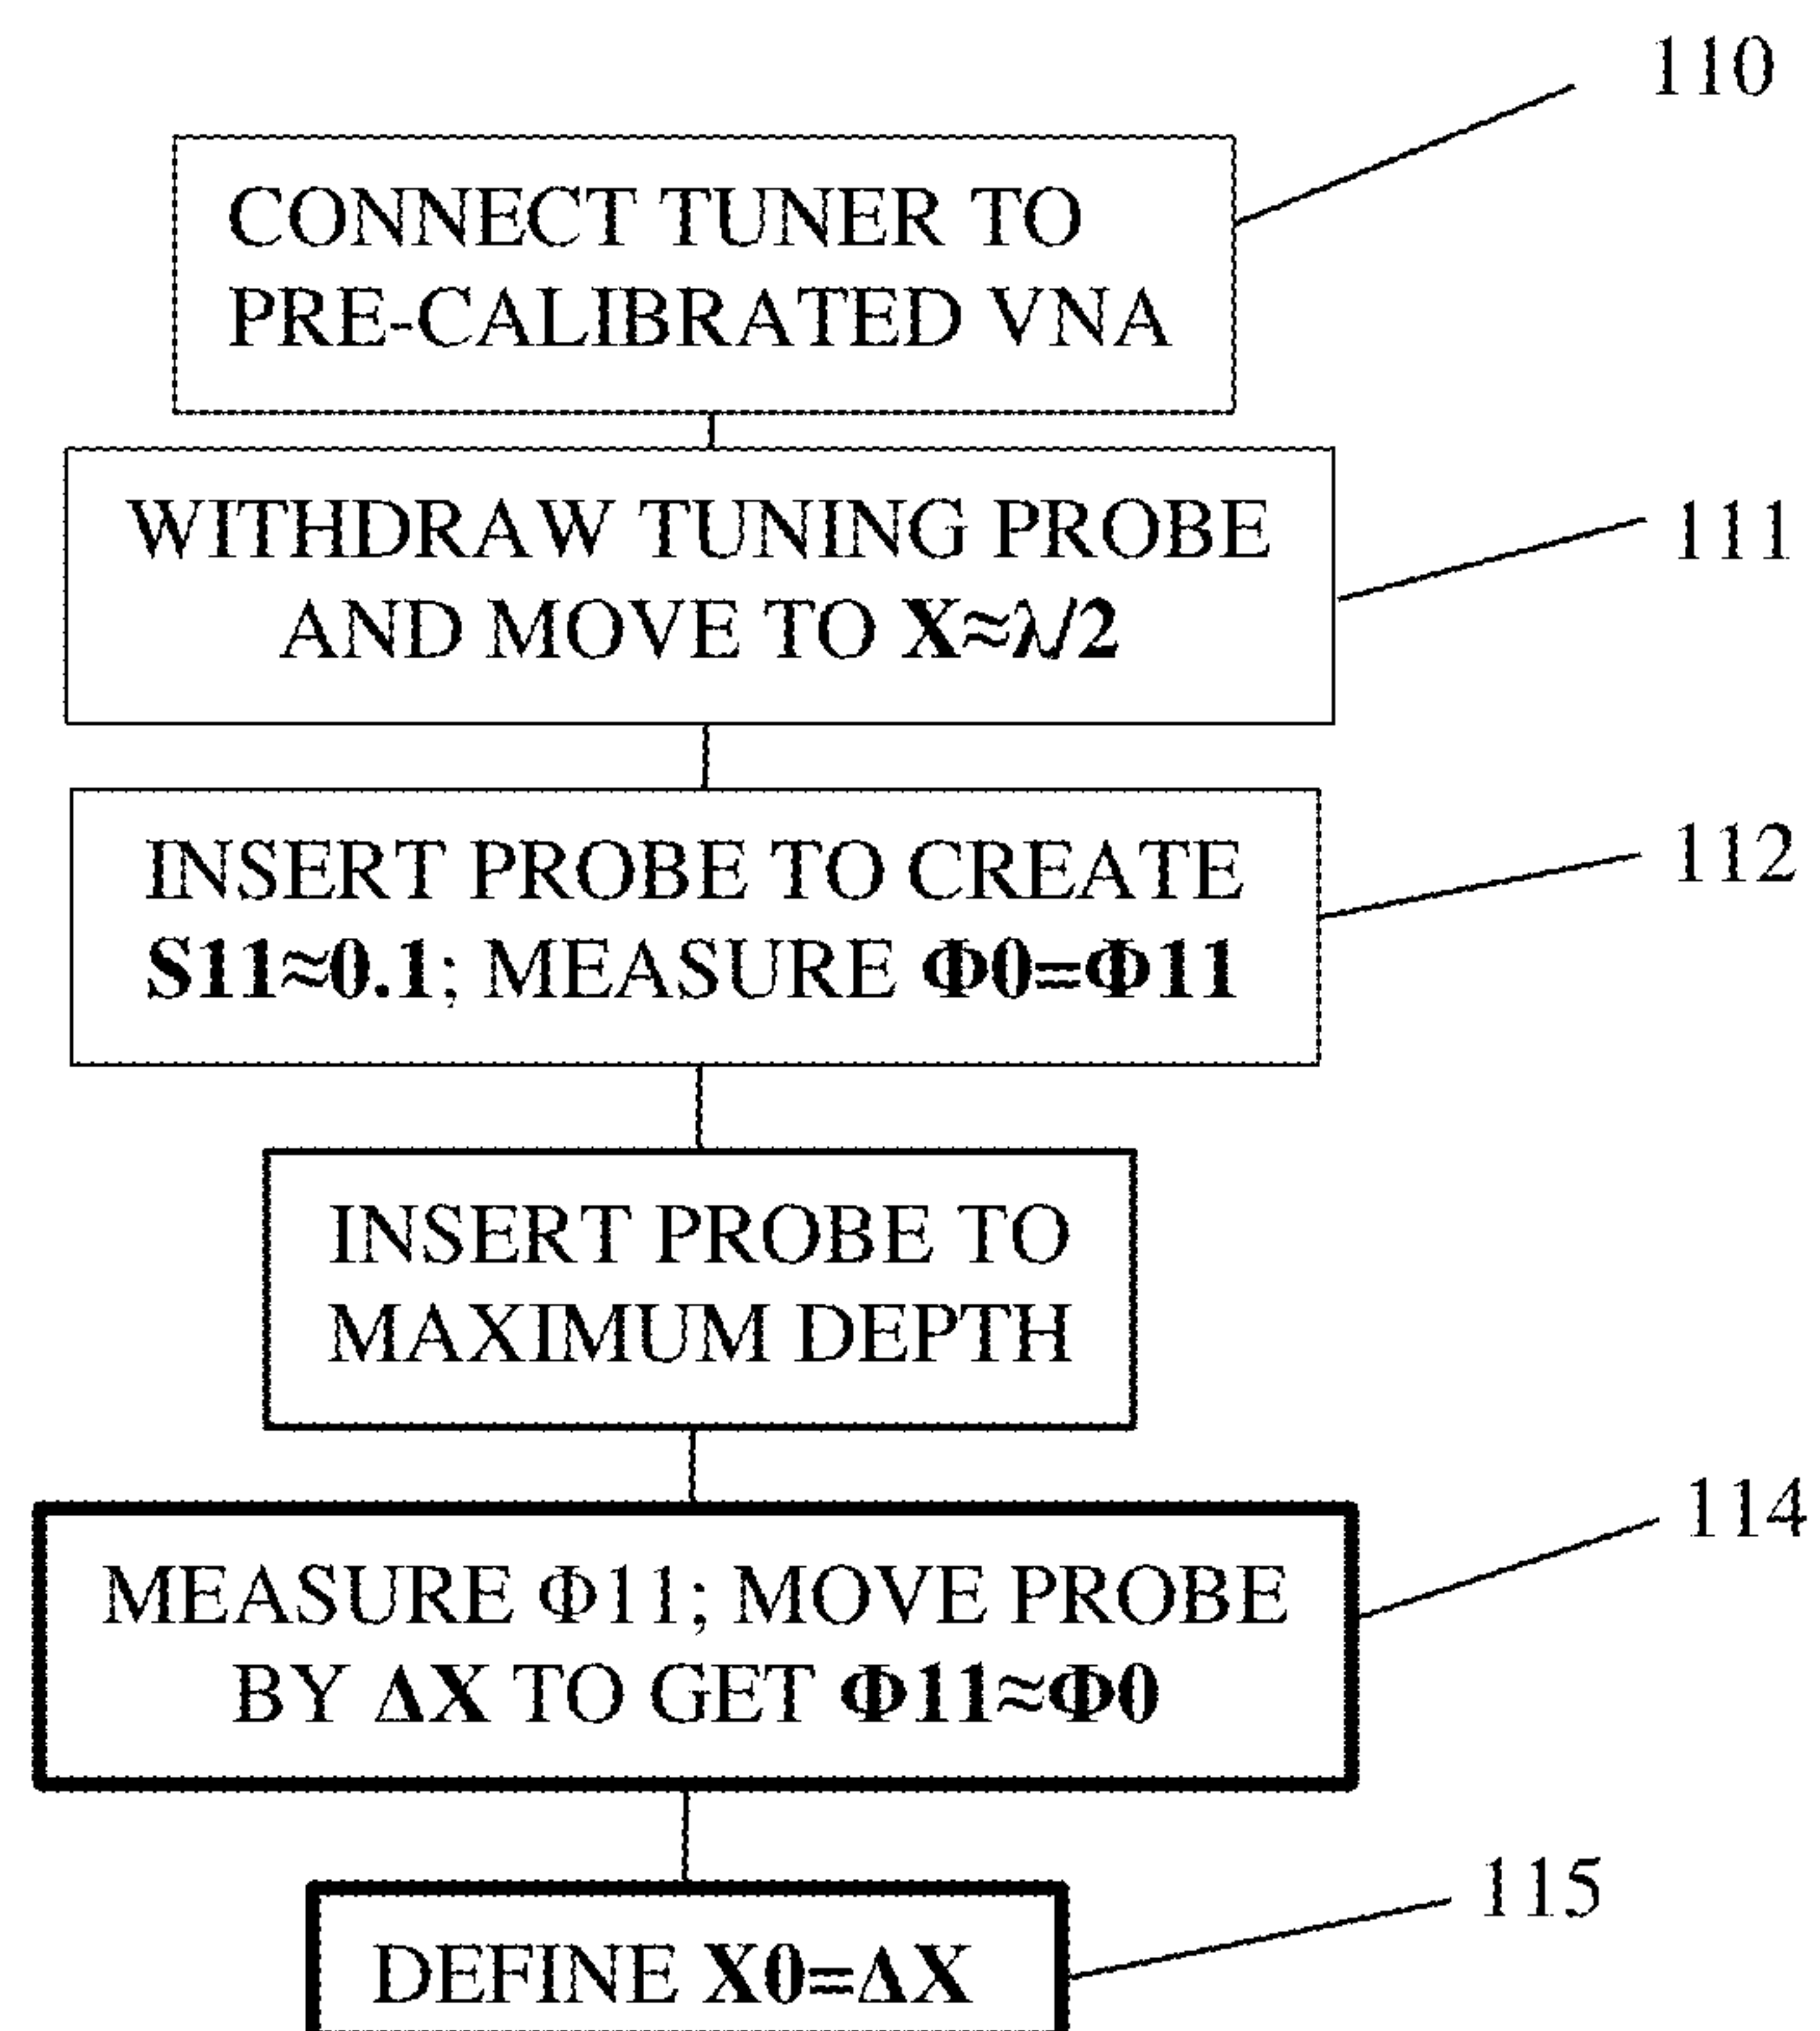 110
CONNECT TUNER TO
PRE-CALIBRATED VNA
WITHDRAW TUNING PROBE
AND MOVE TO X≈λ/2
111
INSERT PROBE TO CREATE
S11≈0.1; MEASURE Φ0=Φ11
112
INSERT PROBE TO
MAXIMUM DEPTH
MEASURE Φ11; MOVE PROBE
BY ΔX TO GET Φ11≈Φ0
114
DEFINE X0=ΔX
115